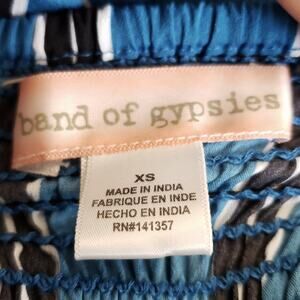 band of gypsies
XS
MADE IN INDIA
FABRIQUE EN INDE
HECHO EN INDIA
RN#141357